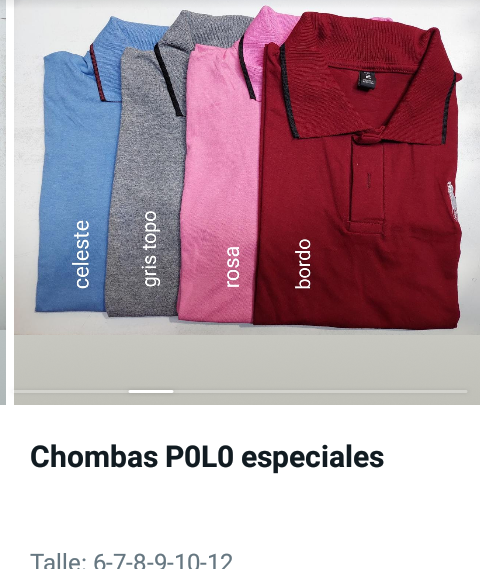 celeste
gris topo
rosa
bordo
Chombas P0L0 especiales
Talle: 6-7-8-9-10-12